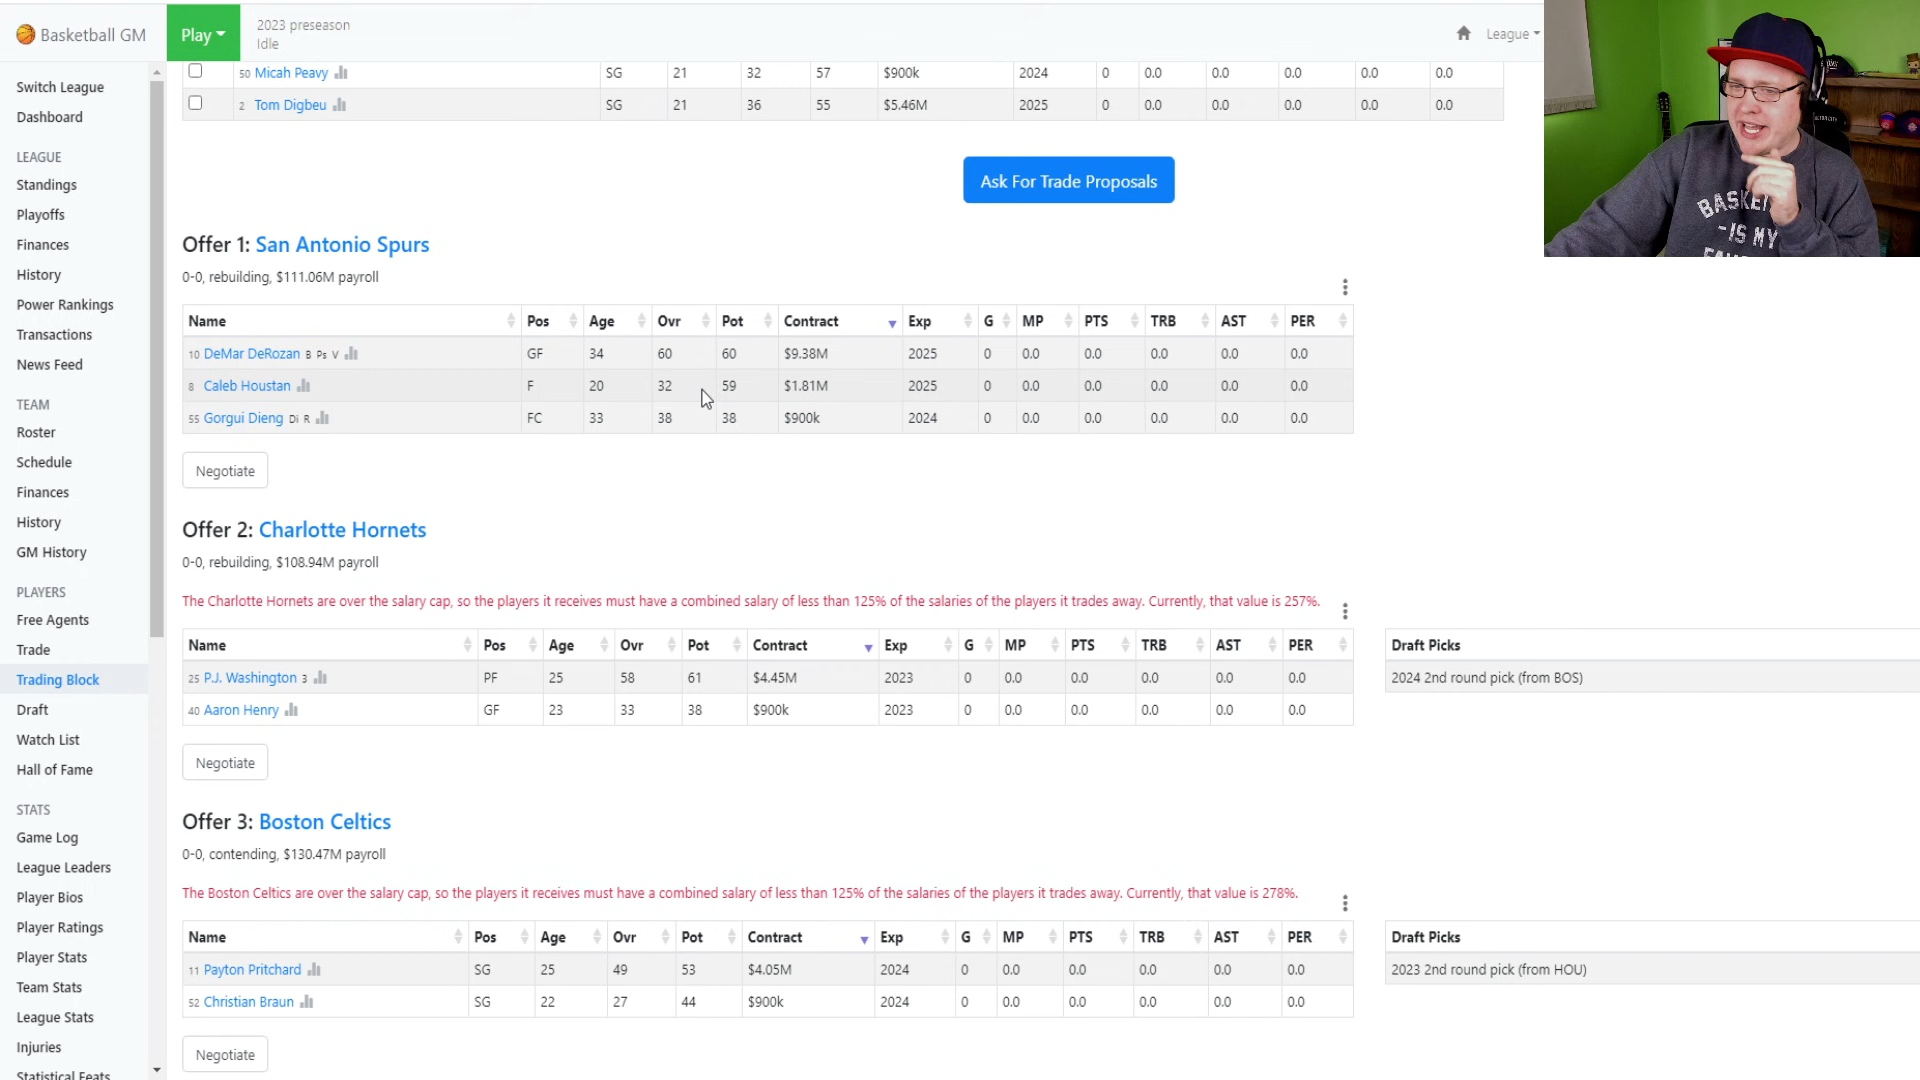 Basketball GM
Play
2023 preseason
Idle
League
Switch League
Dashboard
LEAGUE
Standings
Playoffs
Finances
History
Power Rankings
Transactions
News Feed
TEAM
Roster
Schedule
Finances
History
GM History
PLAYERS
Free Agents
Trade
Trading Block
Draft
Watch List
Hall of Fame
STATS
Game Log
League Leaders
Player Bios
Player Ratings
Player Stats
Team Stats
League Stats
Injuries
Statistical Feats
50 Micah Peavy SG 21 32 57 $900k 2024 0 0.0 0.0 0.0 0.0 0.0
2 Tom Digbeu SG 21 36 55 $5.46M 2025 0 0.0 0.0 0.0 0.0 0.0
Ask For Trade Proposals
Offer 1: San Antonio Spurs
0-0, rebuilding, $111.06M payroll
Name Pos Age Ovr Pot Contract Exp G MP PTS TRB AST PER
10 DeMar DeRozan B Ps V GF 34 60 60 $9.38M 2025 0 0.0 0.0 0.0 0.0 0.0
8 Caleb Houstan F 20 32 59 $1.81M 2025 0 0.0 0.0 0.0 0.0 0.0
55 Gorgui Dieng Di R FC 33 38 38 $900k 2024 0 0.0 0.0 0.0 0.0 0.0
Negotiate
Offer 2: Charlotte Hornets
0-0, rebuilding, $108.94M payroll
The Charlotte Hornets are over the salary cap, so the players it receives must have a combined salary of less than 125% of the salaries of the players it trades away. Currently, that value is 257%.
Name Pos Age Ovr Pot Contract Exp G MP PTS TRB AST PER
25 P.J. Washington 3 PF 25 58 61 $4.45M 2023 0 0.0 0.0 0.0 0.0 0.0
40 Aaron Henry GF 23 33 38 $900k 2023 0 0.0 0.0 0.0 0.0 0.0
Draft Picks
2024 2nd round pick (from BOS)
Negotiate
Offer 3: Boston Celtics
0-0, contending, $130.47M payroll
The Boston Celtics are over the salary cap, so the players it receives must have a combined salary of less than 125% of the salaries of the players it trades away. Currently, that value is 278%.
Name Pos Age Ovr Pot Contract Exp G MP PTS TRB AST PER
11 Payton Pritchard SG 25 49 53 $4.05M 2024 0 0.0 0.0 0.0 0.0 0.0
52 Christian Braun SG 22 27 44 $900k 2024 0 0.0 0.0 0.0 0.0 0.0
Draft Picks
2023 2nd round pick (from HOU)
Negotiate
-IS MY